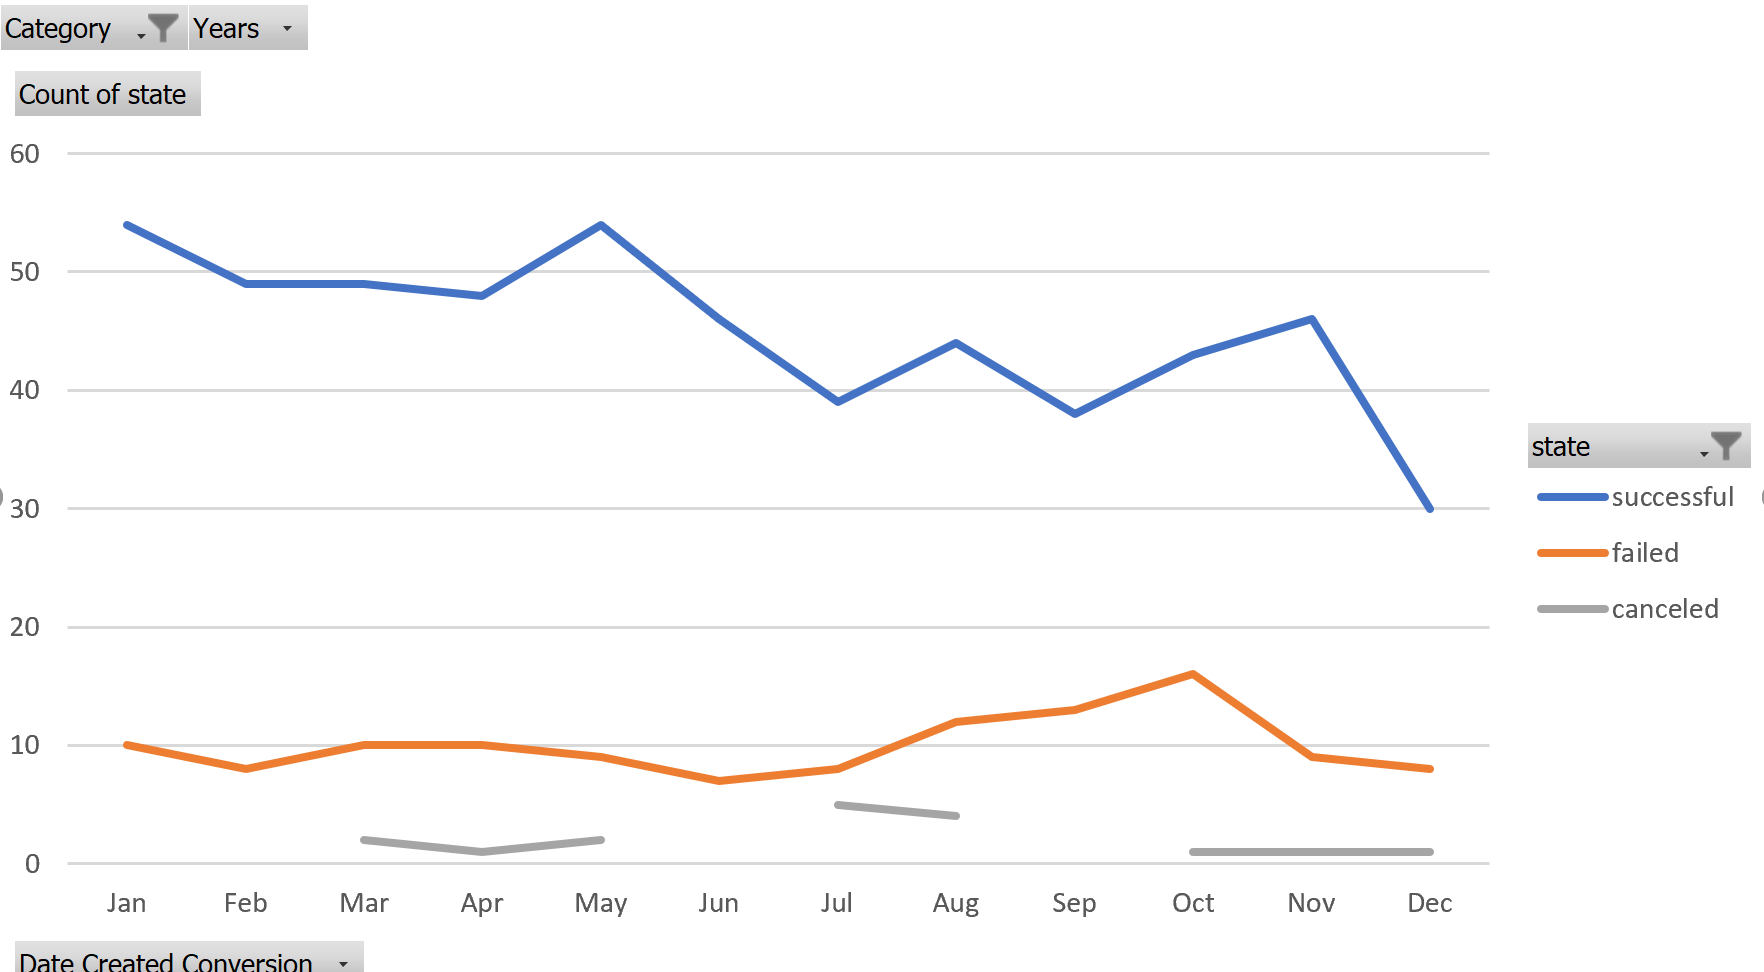 Category Years
Count of state
60
50
40
30
20
10
0
Jan Feb Mar Apr May Jun Jul Aug Sep Oct Nov Dec
state
successful
failed
canceled
Date Created Conversion